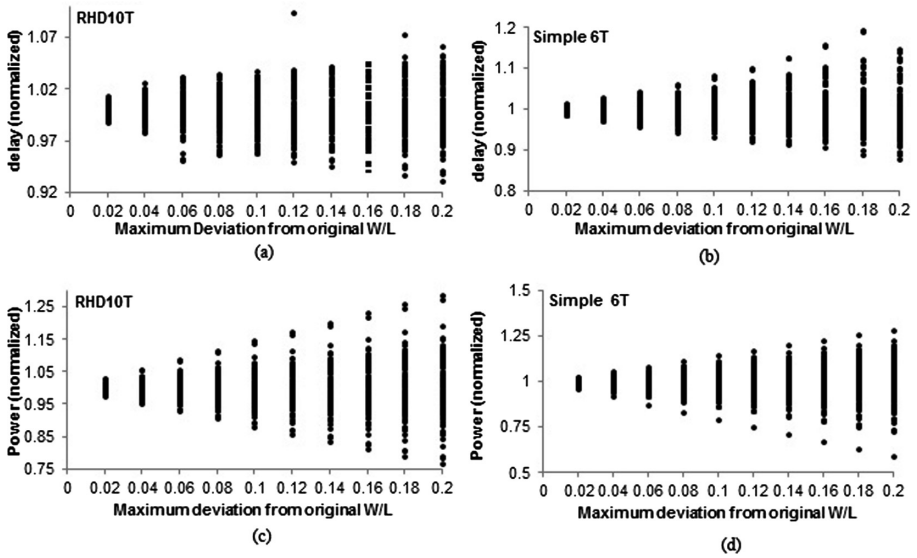 RHD10T
delay (normalized)
1.07
1.02
0.97
0.92
0 0.02 0.04 0.06 0.08 0.1 0.12 0.14 0.16 0.18 0.2
Maximum Deviation from original W/L
(a)
Simple 6T
delay (normalized)
1.2
1.1
1
0.9
0.8
0 0.02 0.04 0.06 0.08 0.1 0.12 0.14 0.16 0.18 0.2
Maximum deviation from original W/L
(b)
RHD10T
Power (normalized)
1.25
1.15
1.05
0.95
0.85
0.75
0 0.02 0.04 0.06 0.08 0.1 0.12 0.14 0.16 0.18 0.2
Maximum deviation from original W/L
(c)
Simple 6T
Power (normalized)
1.5
1.25
1
0.75
0.5
0 0.02 0.04 0.06 0.08 0.1 0.12 0.14 0.16 0.18 0.2
Maximum deviation from original W/L
(d)